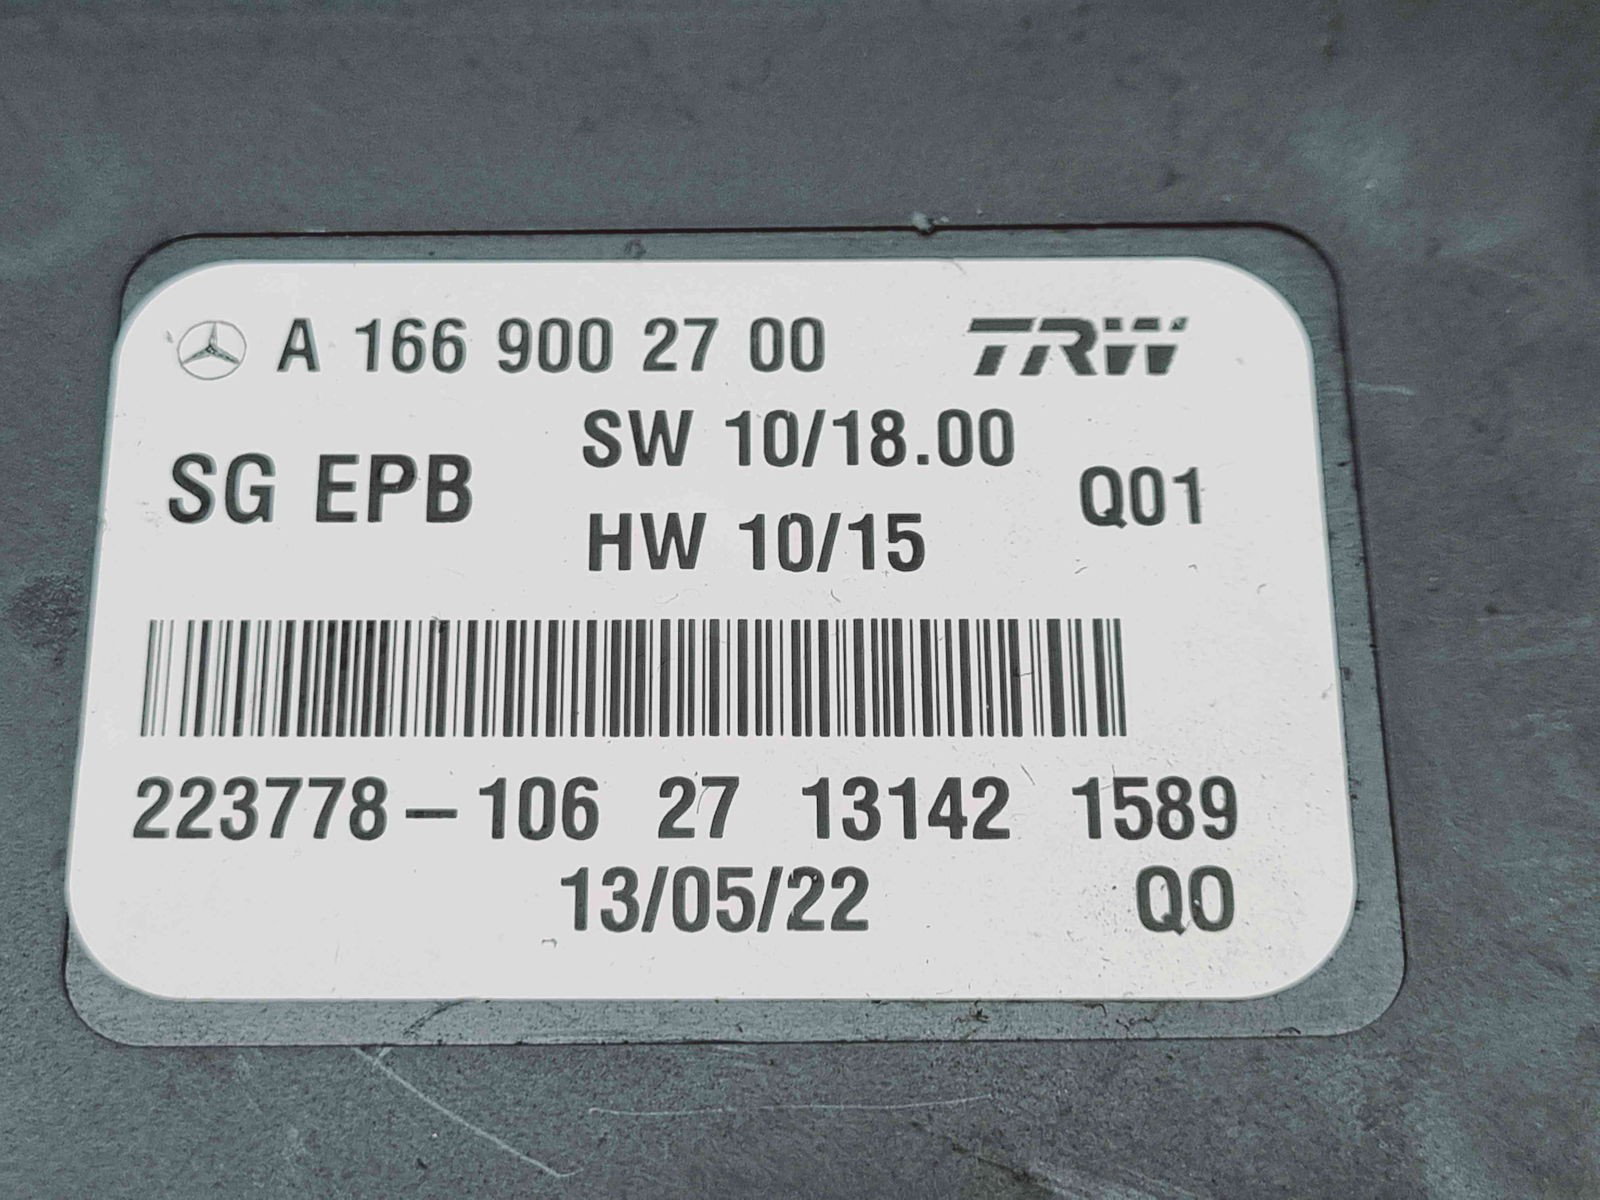 A 166 900 27 00 TRW
SW 10/18.00
SG EPB Q01
HW 10/15
223778-106 27 13142 1589
13/05/22 QO